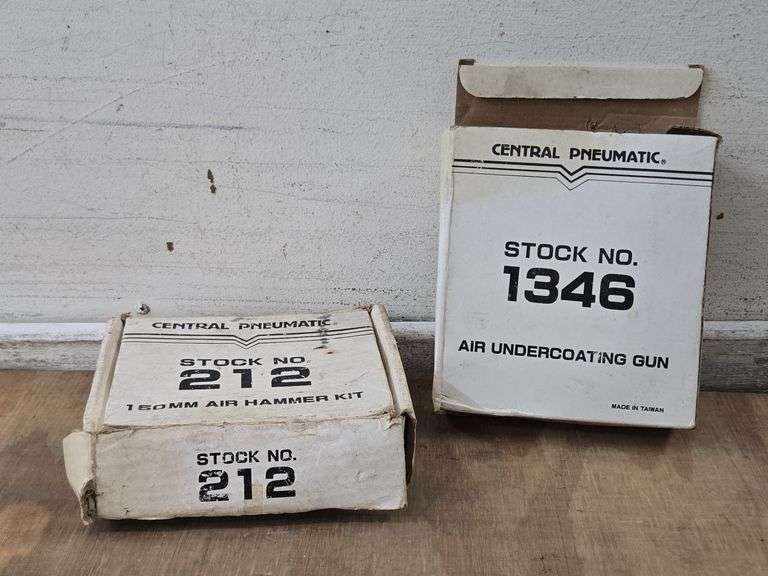 CENTRAL PNEUMATIC
STOCK NO.
212
150MM AIR HAMMER KIT
STOCK NO.
212
CENTRAL PNEUMATIC®
STOCK NO.
1346
AIR UNDERCOATING GUN
MADE IN TAIWAN